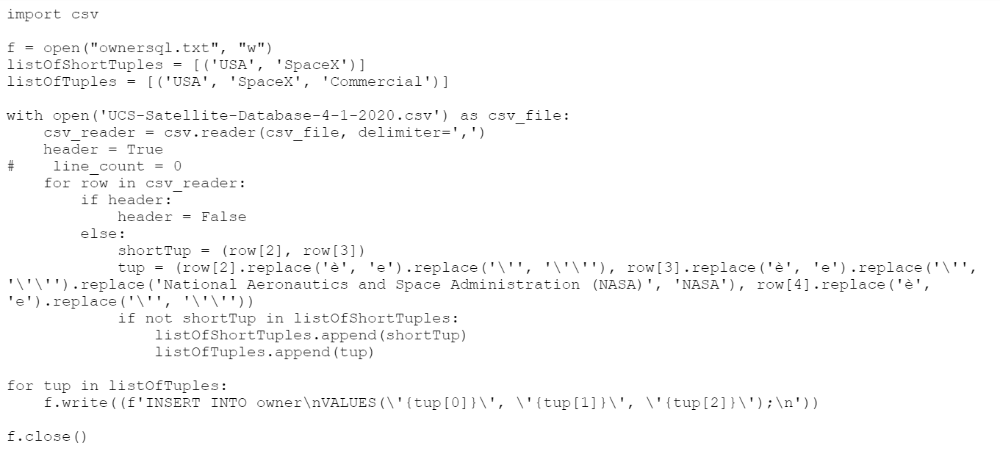 import csv

f = open("ownersql.txt", "w")
listOfShortTuples = [('USA', 'SpaceX')]
listOfTuples = [('USA', 'SpaceX', 'Commercial')]

with open('UCS-Satellite-Database-4-1-2020.csv') as csv_file:
    csv_reader = csv.reader(csv_file, delimiter=',')
    header = True
#    line_count = 0
    for row in csv_reader:
        if header:
            header = False
        else:
            shortTup = (row[2], row[3])
            tup = (row[2].replace('è', 'e').replace('\'', '\'\''), row[3].replace('è', 'e').replace('\'',
'\'\'').replace('National Aeronautics and Space Administration (NASA)', 'NASA'), row[4].replace('è',
'e').replace('\'', '\'\''))
            if not shortTup in listOfShortTuples:
                listOfShortTuples.append(shortTup)
                listOfTuples.append(tup)

for tup in listOfTuples:
    f.write((f'INSERT INTO owner\nVALUES(\'{tup[0]}\', \'{tup[1]}\', \'{tup[2]}\');\n'))

f.close()